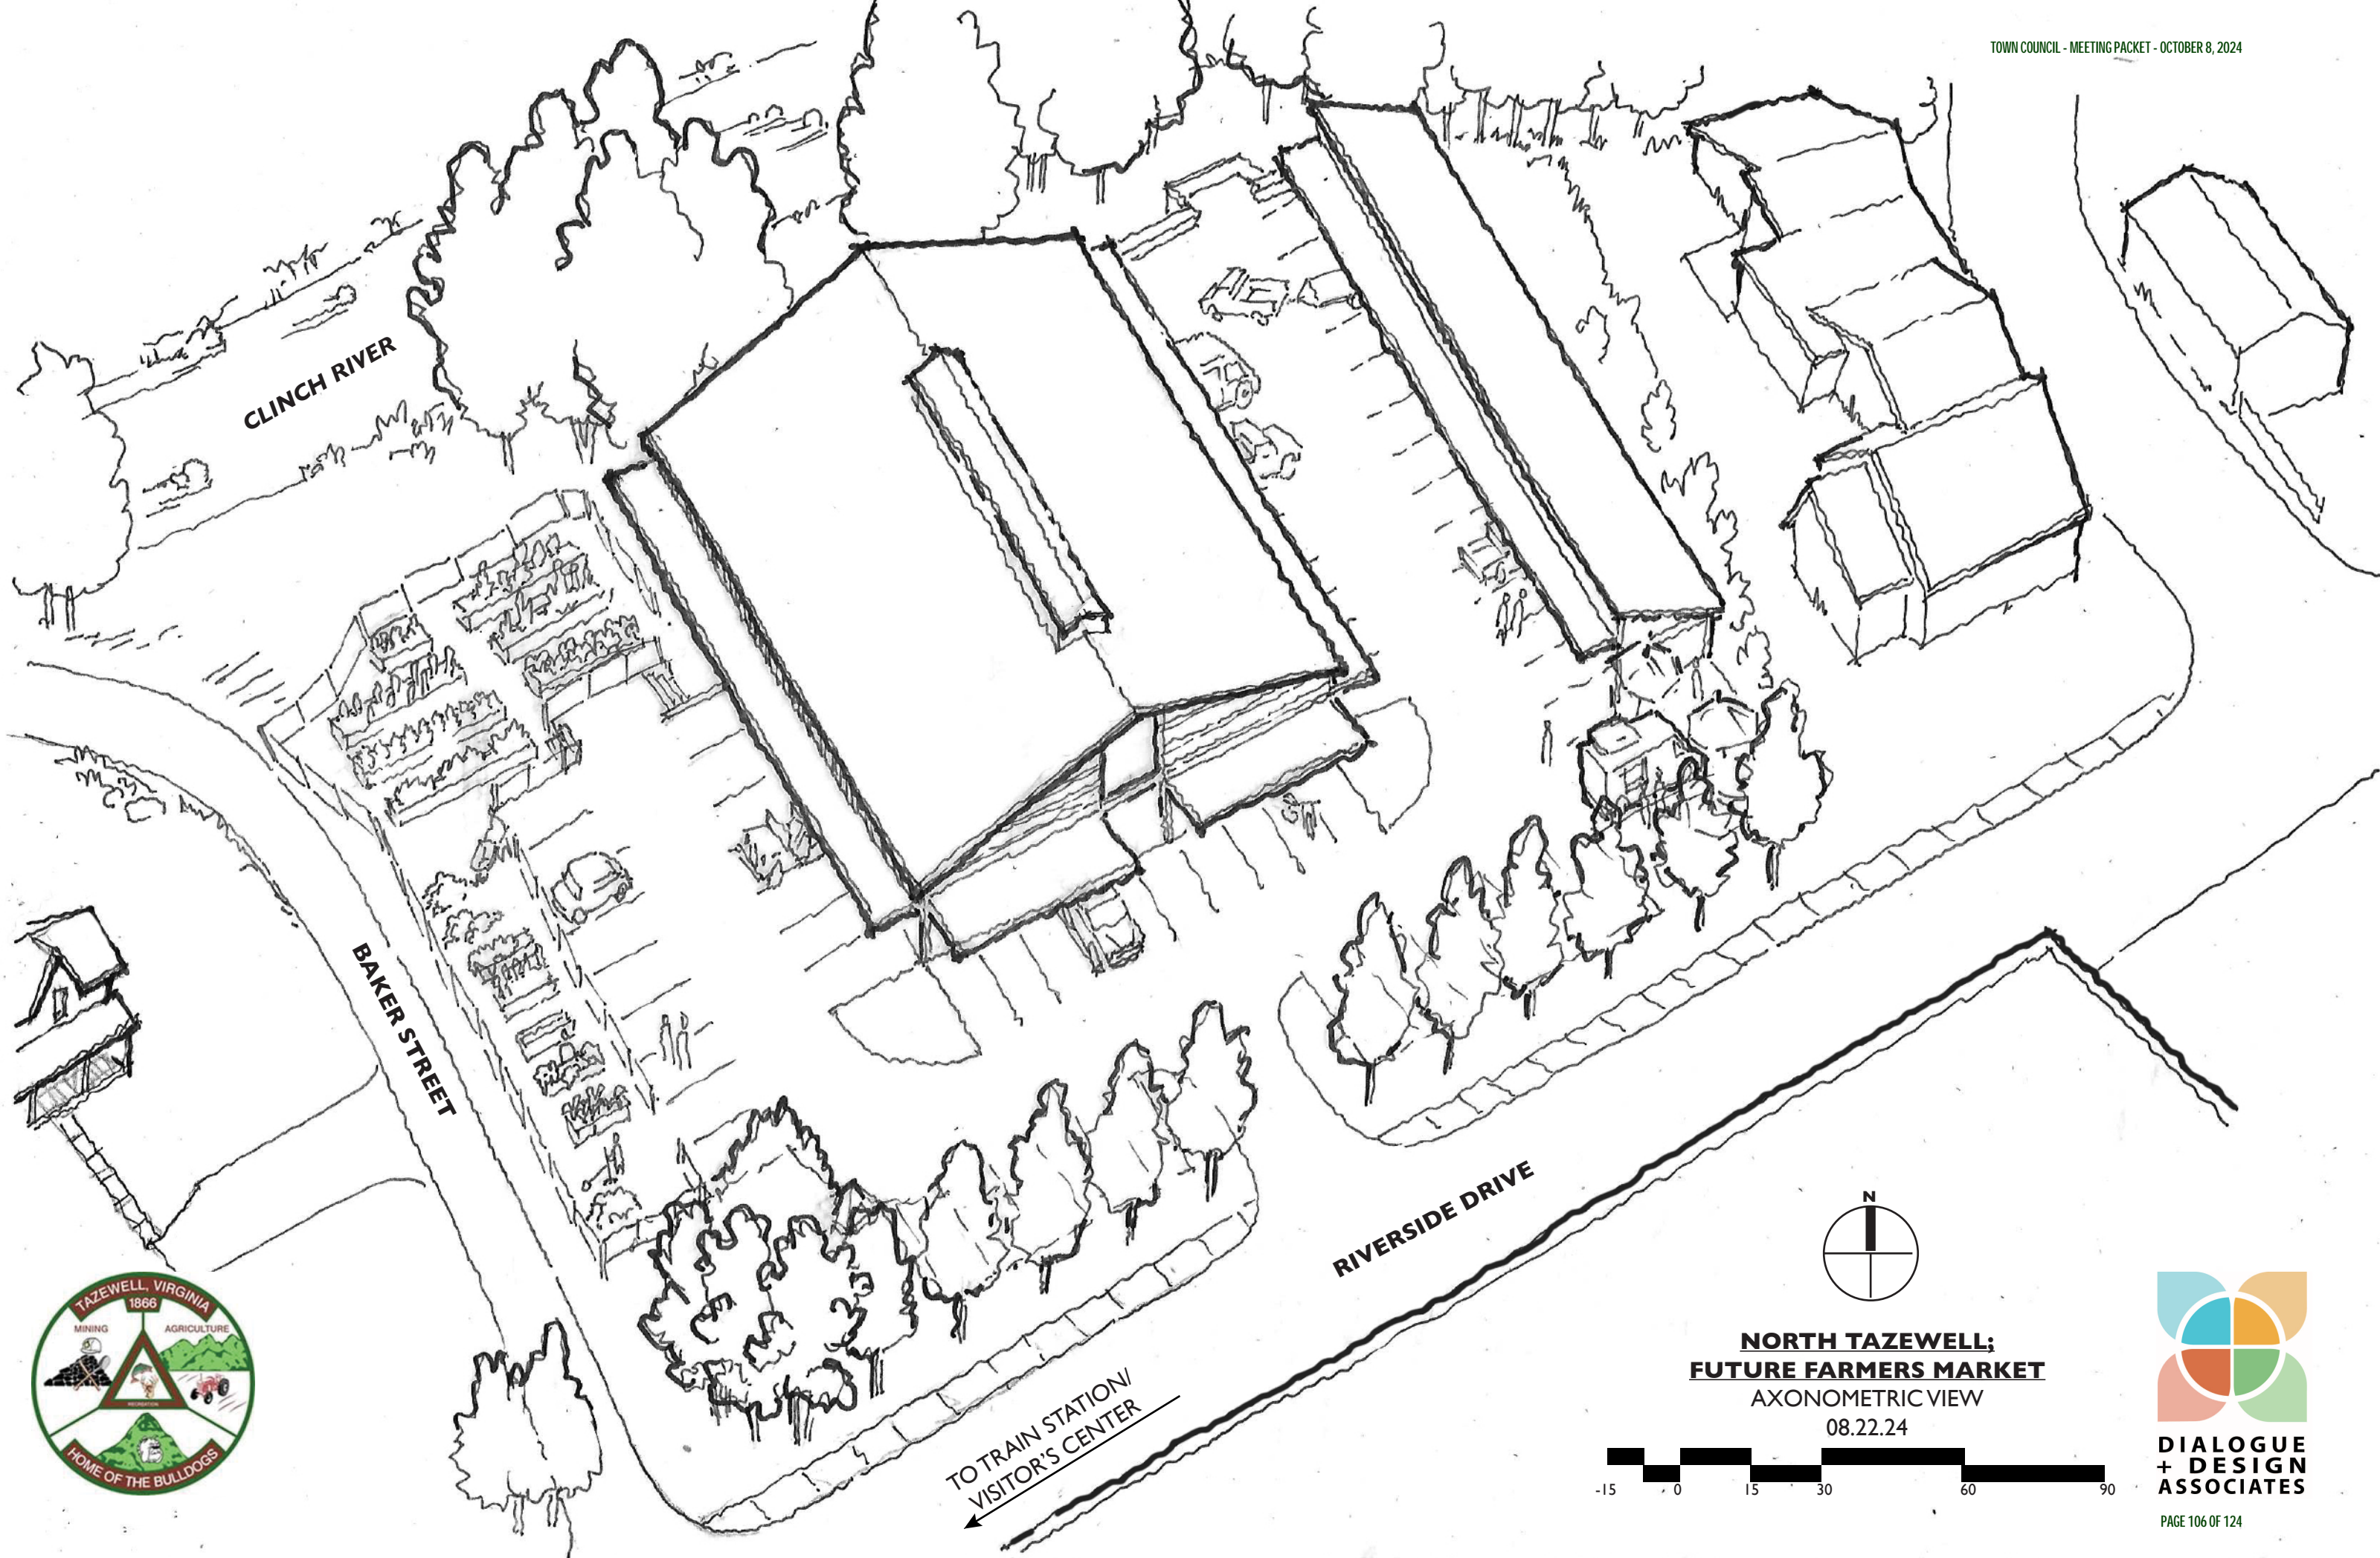 TOWN COUNCIL - MEETING PACKET - OCTOBER 8, 2024
CLINCH RIVER
BAKER STREET
RIVERSIDE DRIVE
TO TRAIN STATION/
VISITOR'S CENTER
TAZEWELL, VIRGINIA
1866
MINING
AGRICULTURE
RECREATION
HOME OF THE BULLDOGS
N
NORTH TAZEWELL;
FUTURE FARMERS MARKET
AXONOMETRIC VIEW
08.22.24
-15 0 15 30 60 90
DIALOGUE
+ DESIGN
ASSOCIATES
PAGE 106 OF 124